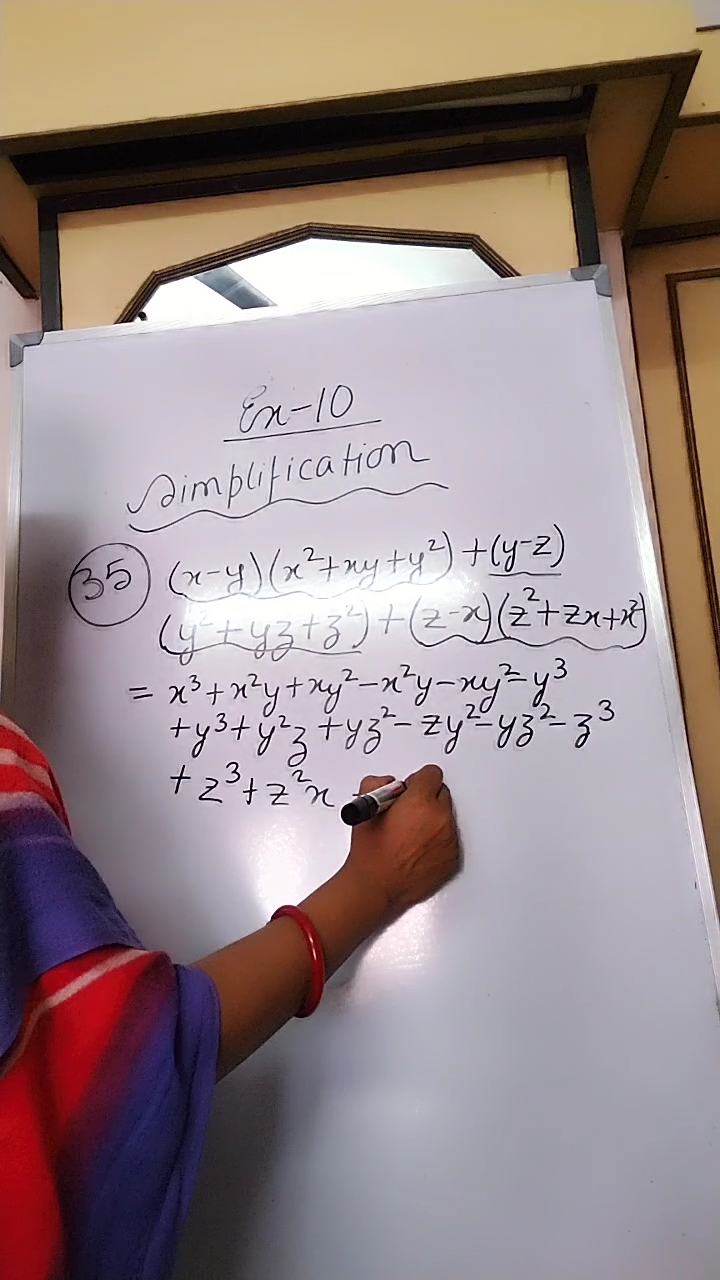 Ex-10
Simplification
35 (x-y)(x²+xy+y²)+(y-z)
(y²+yz+z²)+(z-x)(z²+zx+x²)
= x³+x²y+xy²-x²y-xy²-y³
+y³+y²z+yz²-zy²-yz²-z³
+z³+z²x